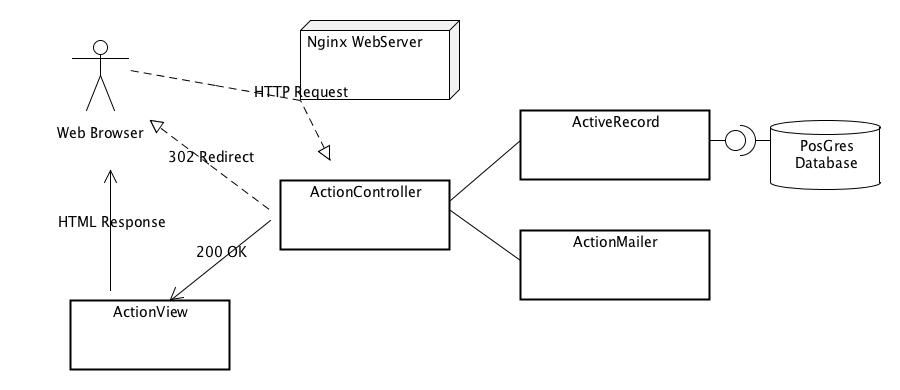 Nginx WebServer
HTTP Request
Web Browser
302 Redirect
ActiveRecord
PosGres
Database
ActionController
HTML Response
200 OK
ActionMailer
ActionView